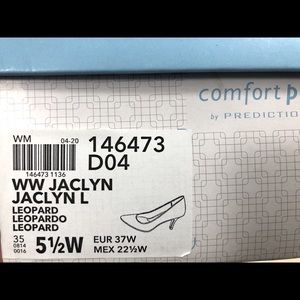 comfort p
by PREDICTIO
WM 04-20
146473
D04
146473 1136
WW JACLYN
JACLYN L
LEOPARD
LEOPARDO
LEOPARD
35
0814
0016
5½W
EUR 37W
MEX 22½W